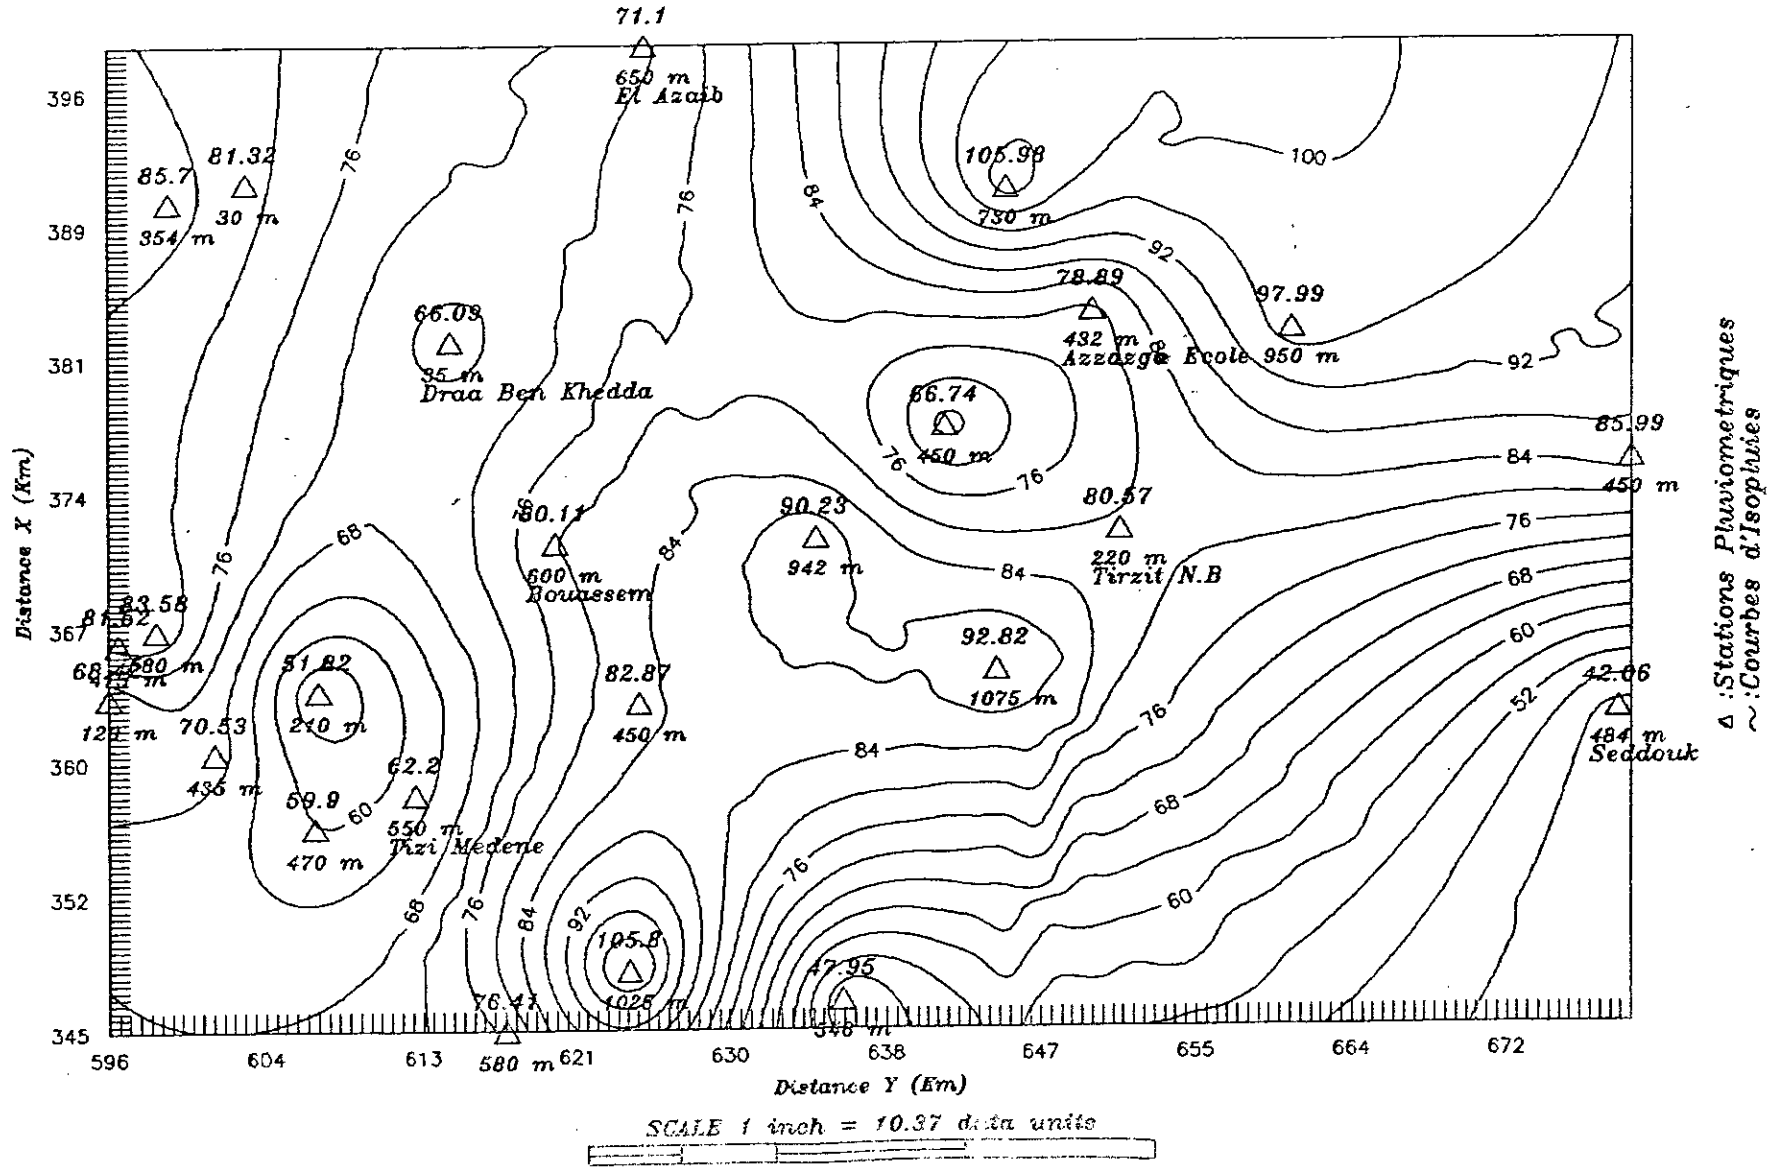 71.1
650 m
El Azaib
396
81.32
85.7
30 m
354 m
76
76
105.98
730 m
100
84
92
389
78.89
432 m
Azzazga Ecole
97.99
950 m
66.09
35 m
Draa Ben Khedda
381
66.74
450 m
76
76
92
85.99
84
450 m
374
68
80.11
600 m
Bouassem
84
90.23
942 m
80.57
220 m
Tirzit N.B
84
76
68
60
76
83.58
81.62
367
580 m
68
120 m
51.82
210 m
82.87
450 m
92.82
1075 m
76
52
42.06
484 m
Seddouk
70.53
435 m
360
62.2
550 m
Tizi Medene
59.9
60
470 m
84
68
76
60
352
68
76
84
92
105.8
1025 m
47.95
76.41
580 m
345
596
604
613
621
630
638
647
655
664
672
Distance X (Km)
Distance Y (Km)
SCALE 1 inch = 10.37 data units
△ :Stations Pluviometriques
~ :Courbes d'Isopluies